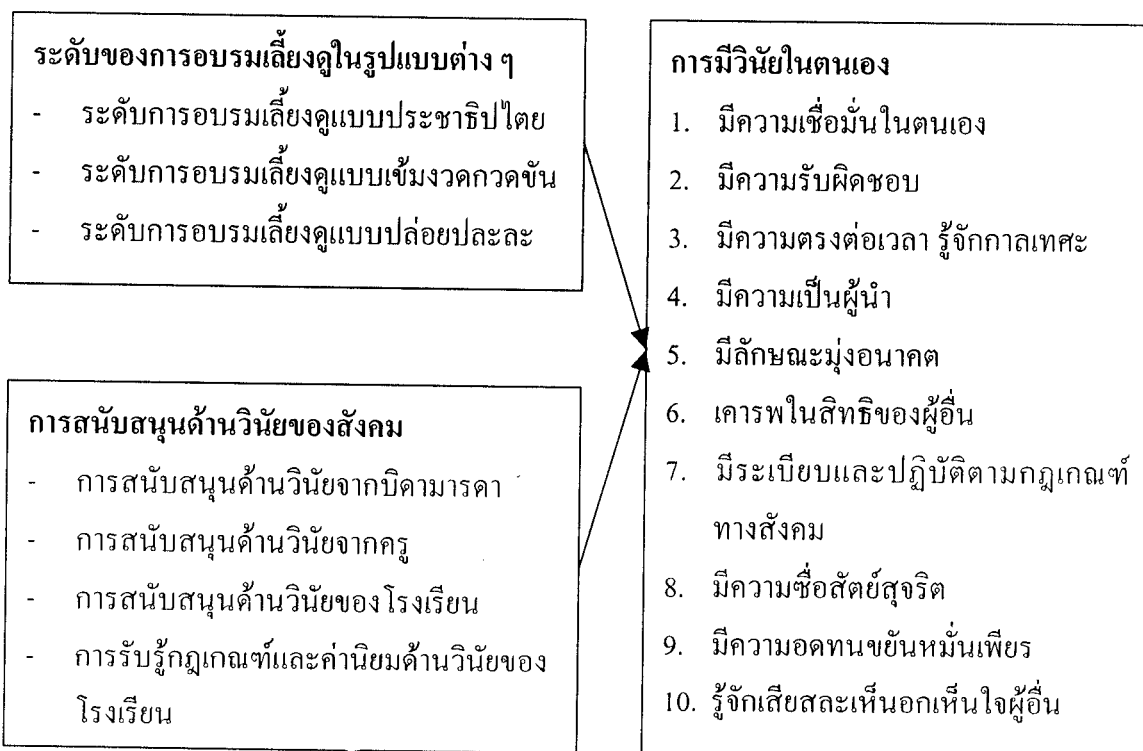 ระดับของการอบรมเลี้ยงดูในรูปแบบต่าง ๆ
- ระดับการอบรมเลี้ยงดูแบบประชาธิปไตย
- ระดับการอบรมเลี้ยงดูแบบเข้มงวดกวดขัน
- ระดับการอบรมเลี้ยงดูแบบปล่อยปละละ
การสนับสนุนด้านวินัยของสังคม
- การสนับสนุนด้านวินัยจากบิดามารดา
- การสนับสนุนด้านวินัยจากครู
- การสนับสนุนด้านวินัยของโรงเรียน
- การรับรู้กฎเกณฑ์และค่านิยมด้านวินัยของ
โรงเรียน
การมีวินัยในตนเอง
1. มีความเชื่อมั่นในตนเอง
2. มีความรับผิดชอบ
3. มีความตรงต่อเวลา รู้จักกาลเทศะ
4. มีความเป็นผู้นำ
5. มีลักษณะมุ่งอนาคต
6. เคารพในสิทธิของผู้อื่น
7. มีระเบียบและปฏิบัติตามกฎเกณฑ์
ทางสังคม
8. มีความซื่อสัตย์สุจริต
9. มีความอดทนขยันหมั่นเพียร
10. รู้จักเสียสละเห็นอกเห็นใจผู้อื่น